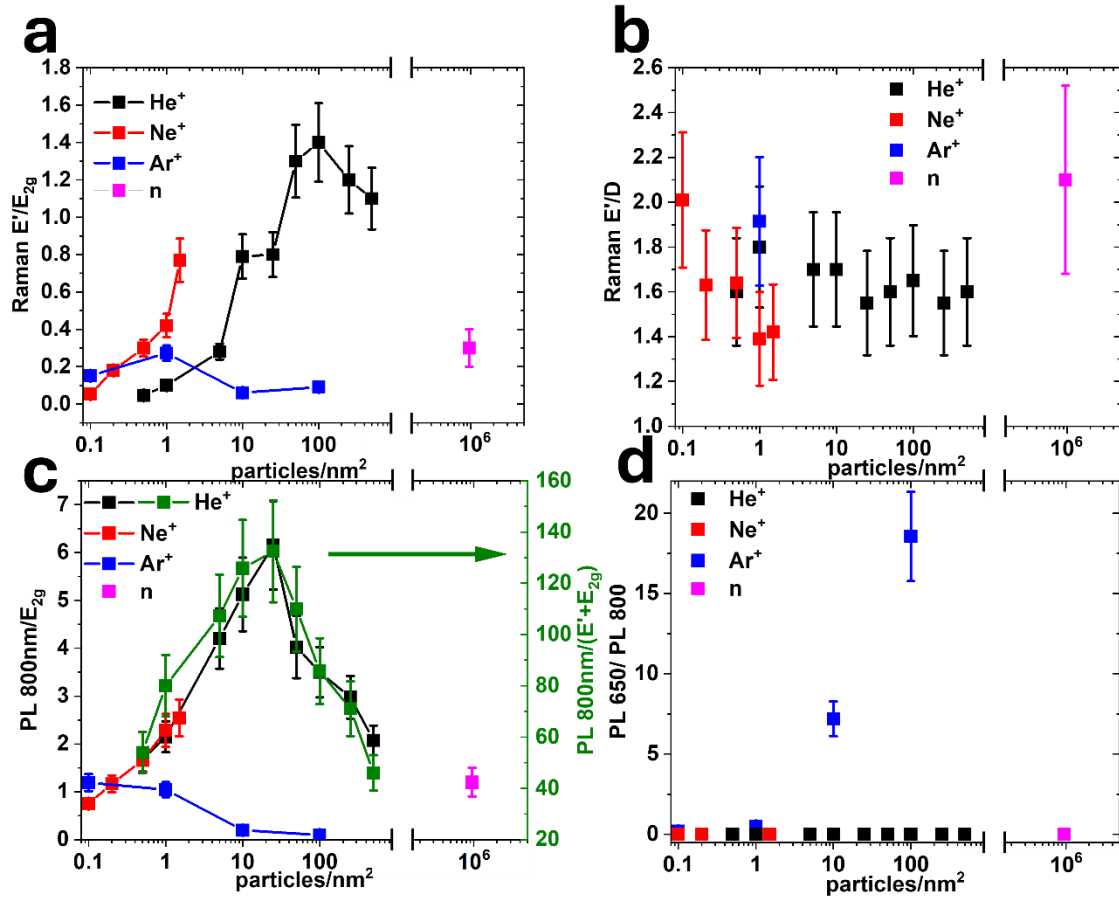 a
Raman E'/E2g
1.8
1.6
1.4
1.2
1.0
0.8
0.6
0.4
0.2
0.0
He+
Ne+
Ar+
n
0.1
1
10
100
10^6
particles/nm²
b
Raman E'/D
2.6
2.4
2.2
2.0
1.8
1.6
1.4
1.2
1.0
He+
Ne+
Ar+
n
0.1
1
10
100
10^6
particles/nm²
c
PL 800nm/E2g
7
6
5
4
3
2
1
0
He+
Ne+
Ar+
n
160
140
120
100
80
60
40
20
PL 800nm/(E'+E2g)
0.1
1
10
100
10^6
particles/nm²
d
PL 650/ PL 800
20
15
10
5
0
He+
Ne+
Ar+
n
0.1
1
10
100
10^6
particles/nm²